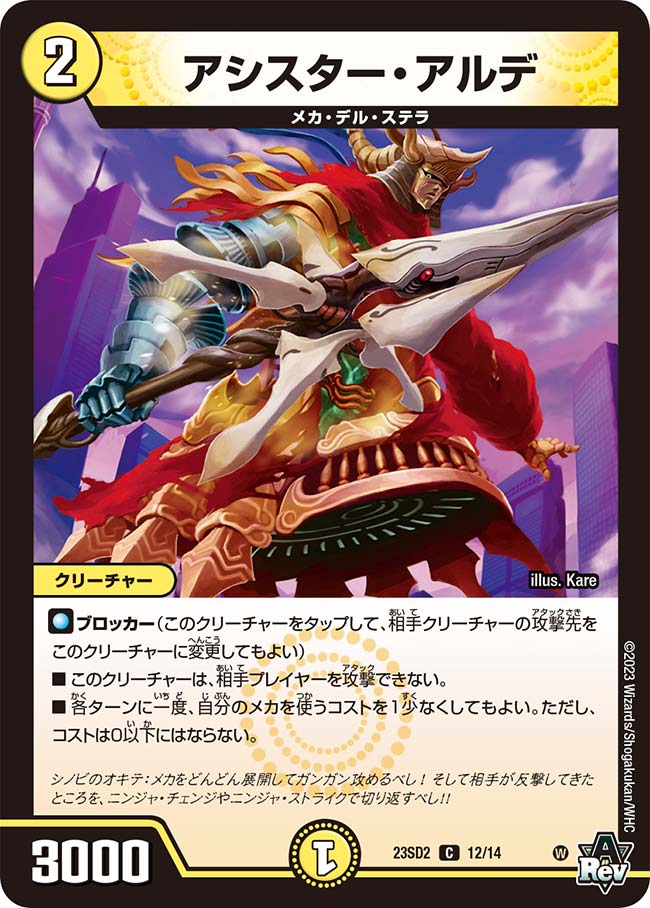 2
アシスター・アルデ
メカ・デル・ステラ
illus. Kare
クリーチャー
ブロッカー（このクリーチャーをタップして、相手クリーチャーの攻撃先を
このクリーチャーに変更してもよい）
■ このクリーチャーは、相手プレイヤーを攻撃できない。
■ 各ターンに一度、自分のメカを使うコストを1少なくしてもよい。ただし、
コストは0以下にはならない。
シノビのオキテ：メカをどんどん展開してガンガン攻めるべし！ そして相手が反撃してきた
ところを、ニンジャ・チェンジやニンジャ・ストライクで切り返すべし!!
©2023 Wizards/Shogakukan/WHC
3000
1
23SD2 C 12/14
W
A
Rev